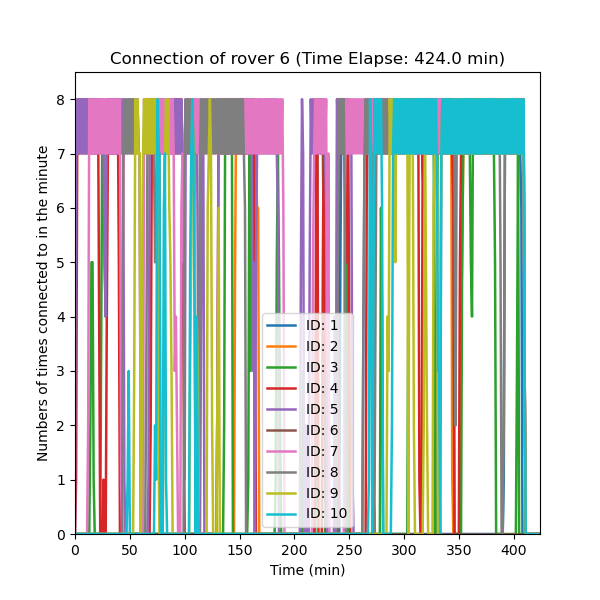 Connection of rover 6 (Time Elapse: 424.0 min)
Numbers of times connected to in the minute
8
7
6
5
4
3
2
1
0
ID: 1
ID: 2
ID: 3
ID: 4
ID: 5
ID: 6
ID: 7
ID: 8
ID: 9
ID: 10
0 50 100 150 200 250 300 350 400
Time (min)